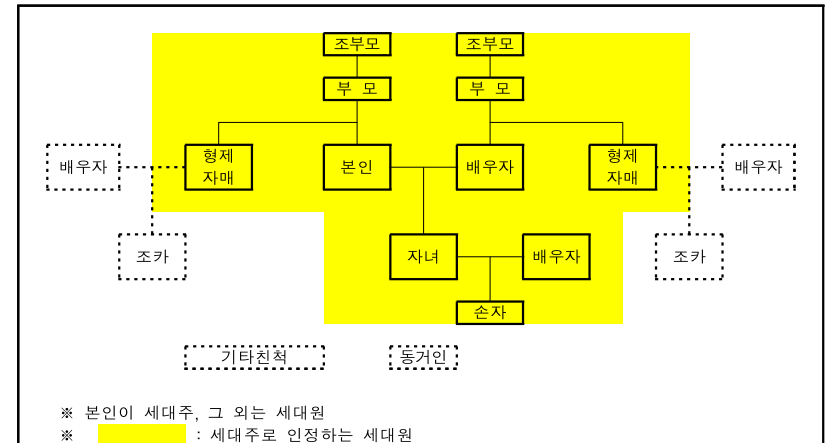 조부모 조부모
부 모 부 모
배우자 형제 자매 본인 배우자 형제 자매 배우자
조카 자녀 배우자 조카
손자
기타친척 동거인
※ 본인이 세대주, 그 외는 세대원
※ : 세대주로 인정하는 세대원